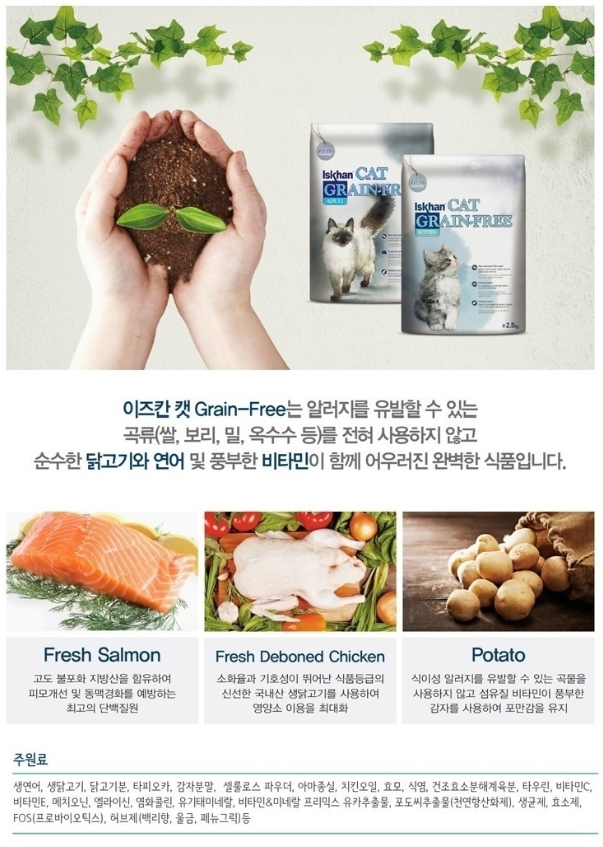 Iskhan CAT
GRAIN-FR
ADULT
Iskhan CAT
GRAIN-FREE
KITTEN
2.5kg
이즈칸 캣 Grain-Free는 알러지를 유발할 수 있는
곡류(쌀, 보리, 밀, 옥수수 등)를 전혀 사용하지 않고
순수한 닭고기와 연어 및 풍부한 비타민이 함께 어우러진 완벽한 식품입니다.
Fresh Salmon
고도 불포화 지방산을 함유하여
피모개선 및 동맥경화를 예방하는
최고의 단백질원
Fresh Deboned Chicken
소화율과 기호성이 뛰어난 식품등급의
신선한 국내산 생닭고기를 사용하여
영양소 이용을 최대화
Potato
식이성 알러지를 유발할 수 있는 곡물을
사용하지 않고 섬유질 비타민이 풍부한
감자를 사용하여 포만감을 유지
주원료
생연어, 생닭고기, 닭고기분, 타피오카, 감자분말, 셀룰로스 파우더, 아마종실, 치킨오일, 효모, 식염, 건조효소분해계육분, 타우린, 비타민C,
비타민E, 메치오닌, 엘라이신, 염화콜린, 유기태미네랄, 비타민&미네랄 프리믹스 유카추출물, 포도씨추출물(천연항산화제), 생균제, 효소제,
FOS(프로바이오틱스), 허브제(백리향, 울금, 페뉴그릭)등